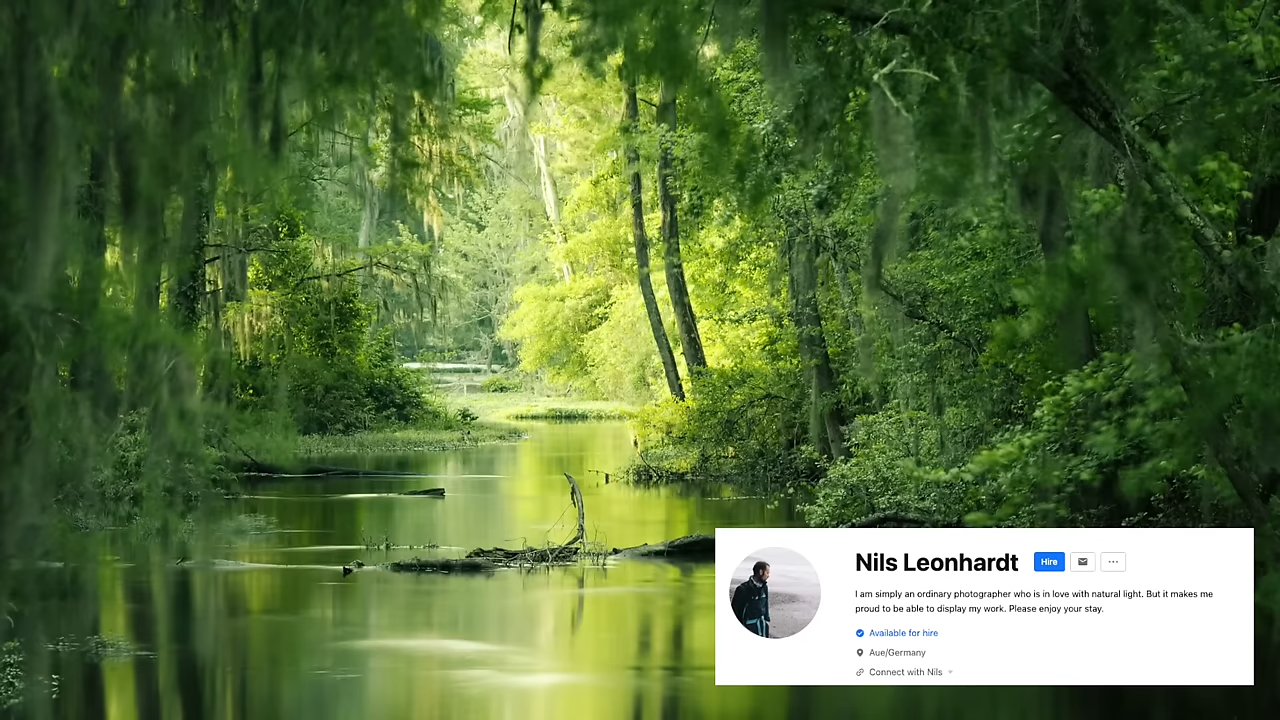 Nils Leonhardt
Hire
I am simply an ordinary photographer who is in love with natural light. But it makes me
proud to be able to display my work. Please enjoy your stay.
Available for hire
Aue/Germany
Connect with Nils